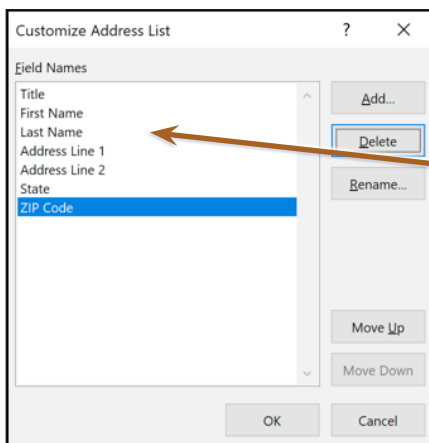 Customize Address List ? ×
Field Names
Title
First Name
Last Name
Address Line 1
Address Line 2
State
ZIP Code
Add...
Delete
Rename...
Move Up
Move Down
OK
Cancel